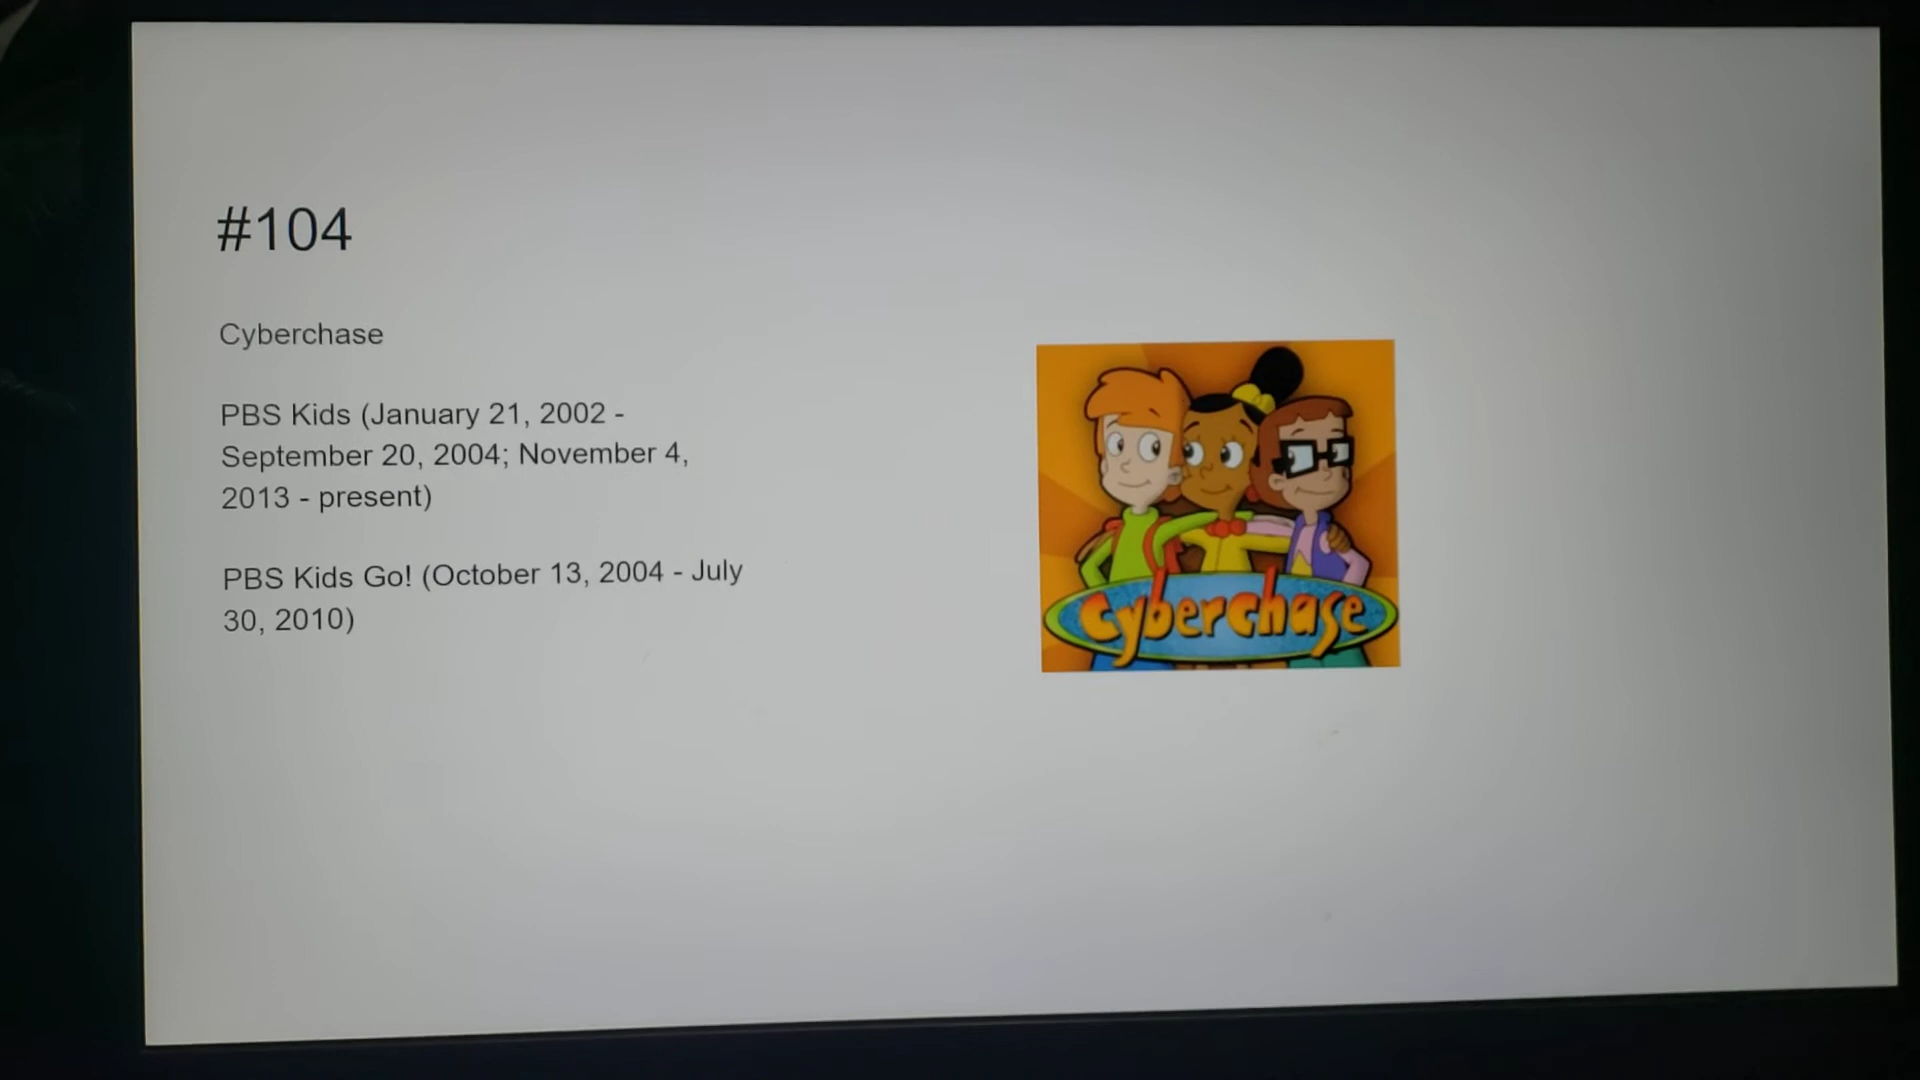 #104
Cyberchase
PBS Kids (January 21, 2002 -
September 20, 2004; November 4,
2013 - present)
PBS Kids Go! (October 13, 2004 - July
30, 2010)
Cyberchase